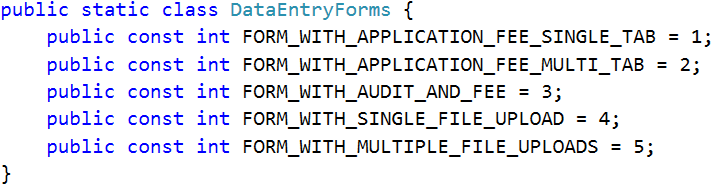 public static class DataEntryForms {
    public const int FORM_WITH_APPLICATION_FEE_SINGLE_TAB = 1;
    public const int FORM_WITH_APPLICATION_FEE_MULTI_TAB = 2;
    public const int FORM_WITH_AUDIT_AND_FEE = 3;
    public const int FORM_WITH_SINGLE_FILE_UPLOAD = 4;
    public const int FORM_WITH_MULTIPLE_FILE_UPLOADS = 5;
}